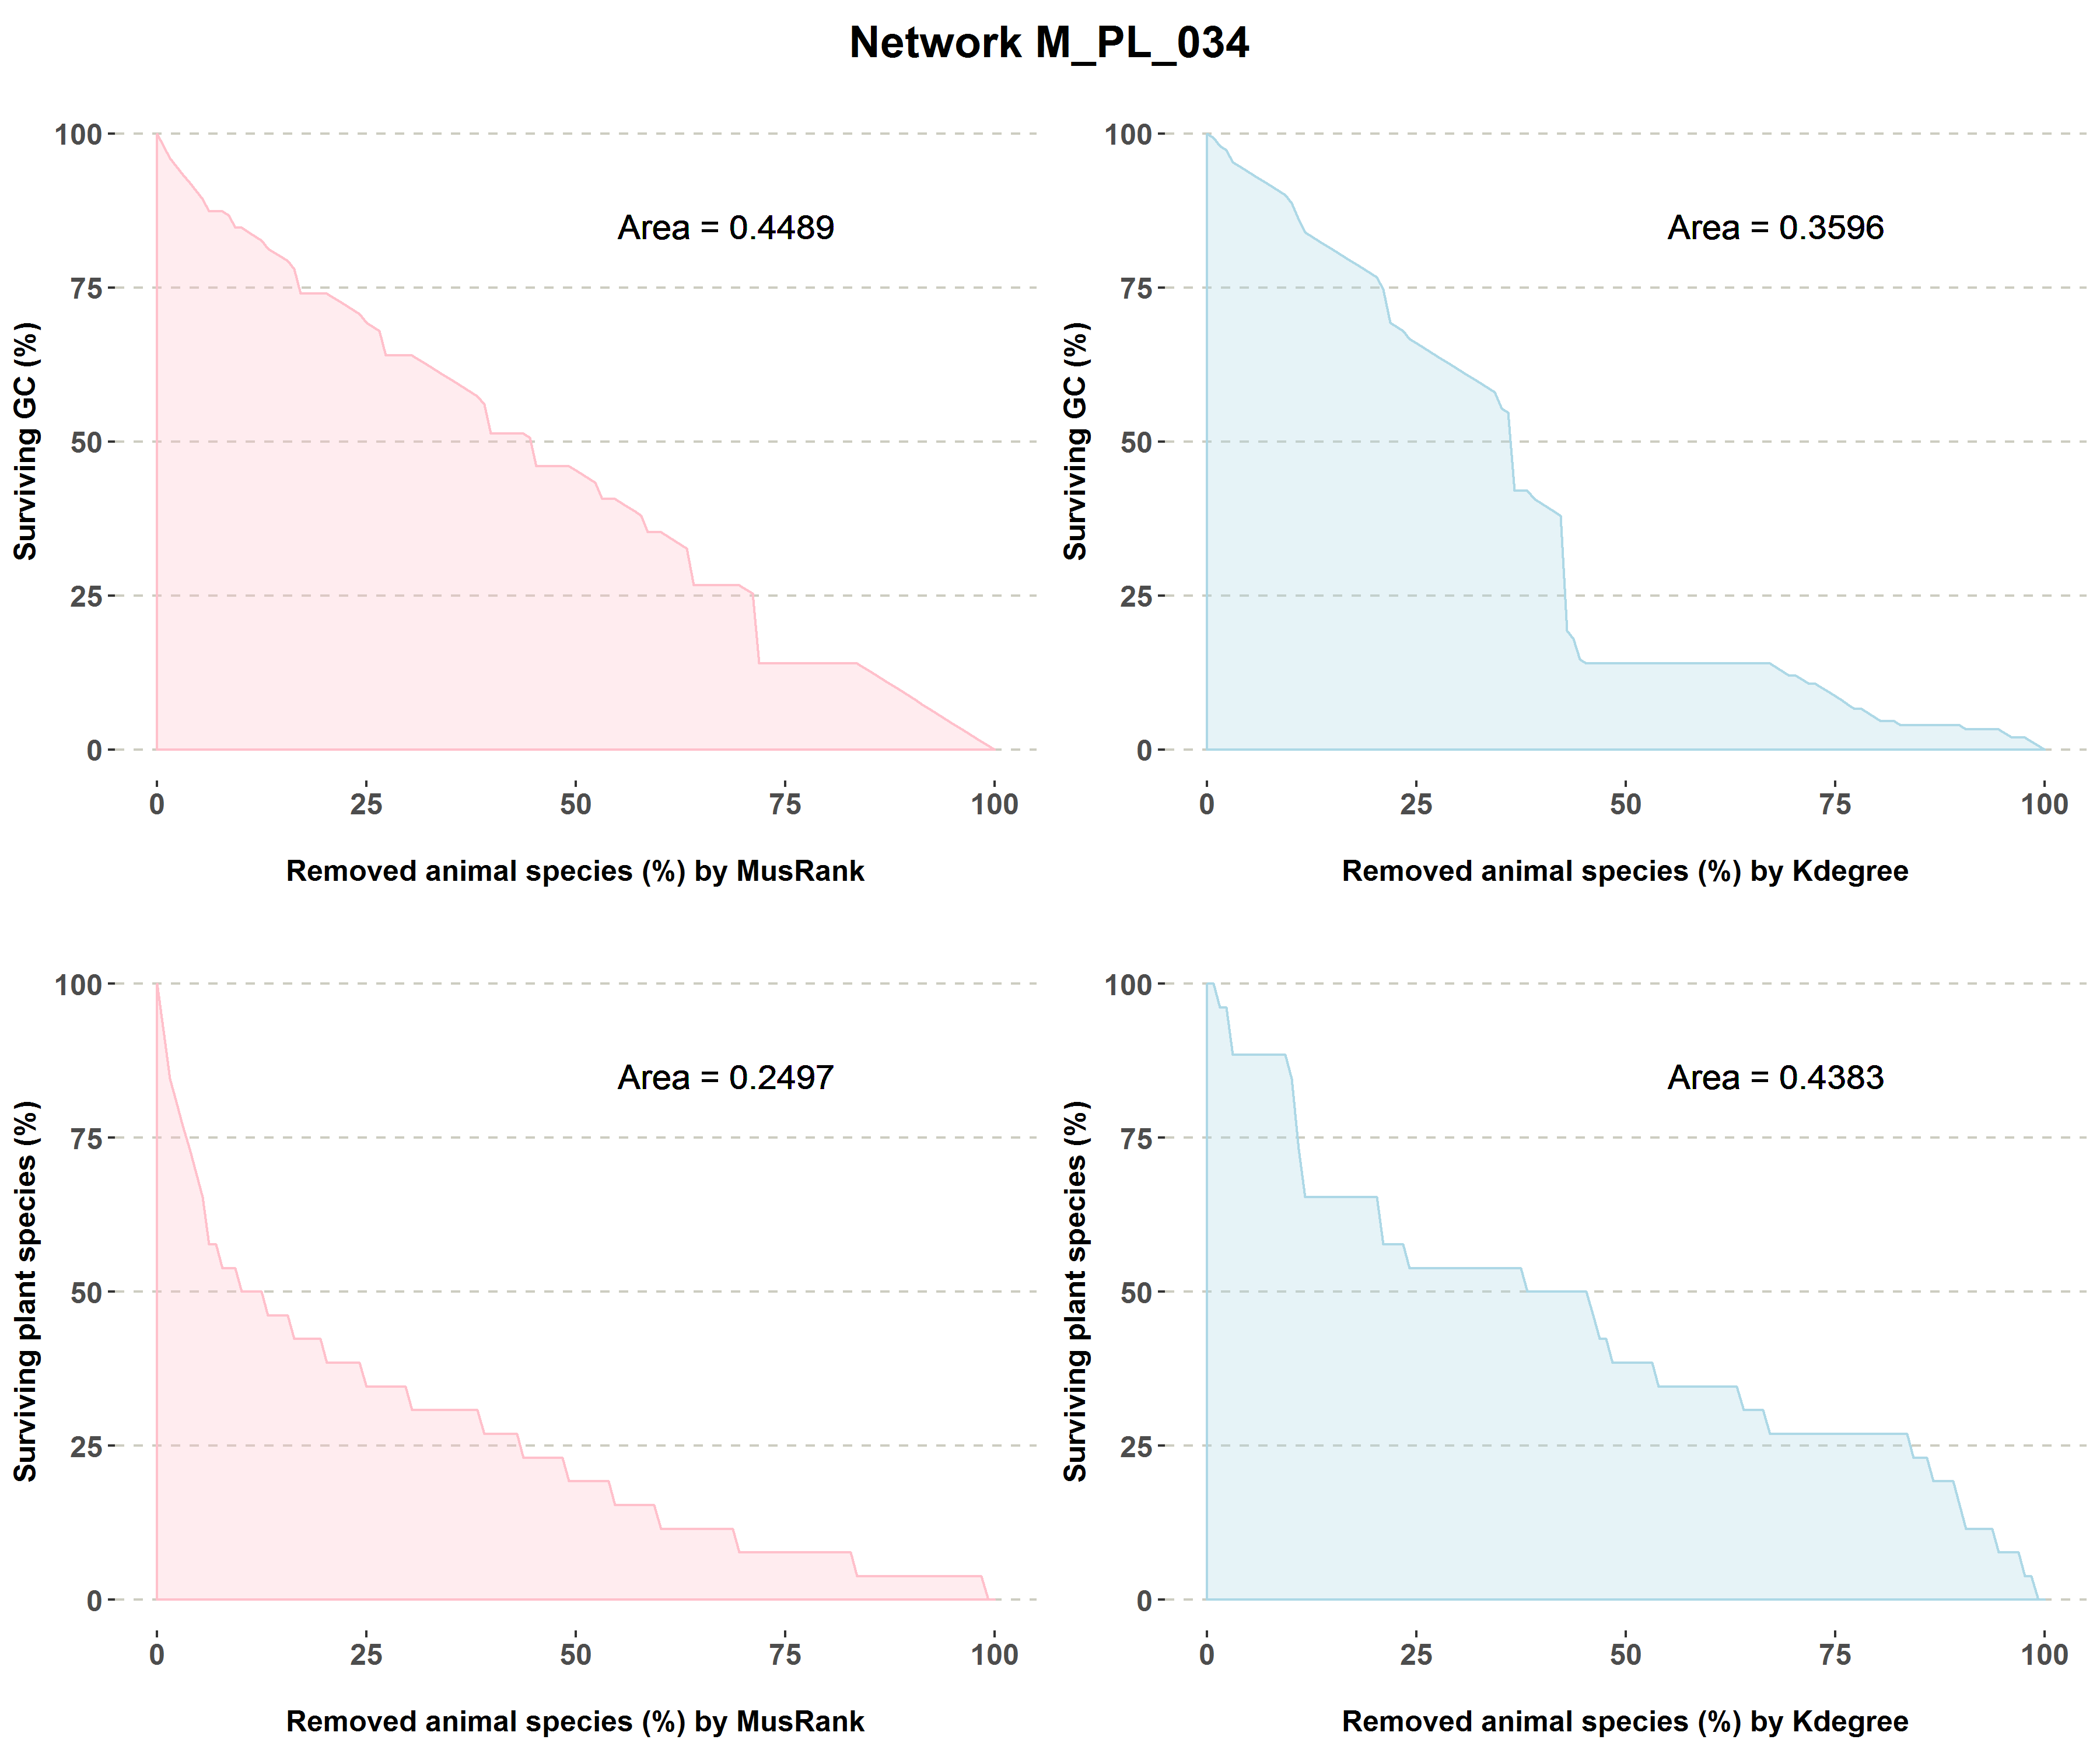 Network M_PL_034
100
75
50
25
0
Surviving GC (%)
Area = 0.4489
0 25 50 75 100
Removed animal species (%) by MusRank
100
75
50
25
0
Surviving GC (%)
Area = 0.3596
0 25 50 75 100
Removed animal species (%) by Kdegree
100
75
50
25
0
Surviving plant species (%)
Area = 0.2497
0 25 50 75 100
Removed animal species (%) by MusRank
100
75
50
25
0
Surviving plant species (%)
Area = 0.4383
0 25 50 75 100
Removed animal species (%) by Kdegree